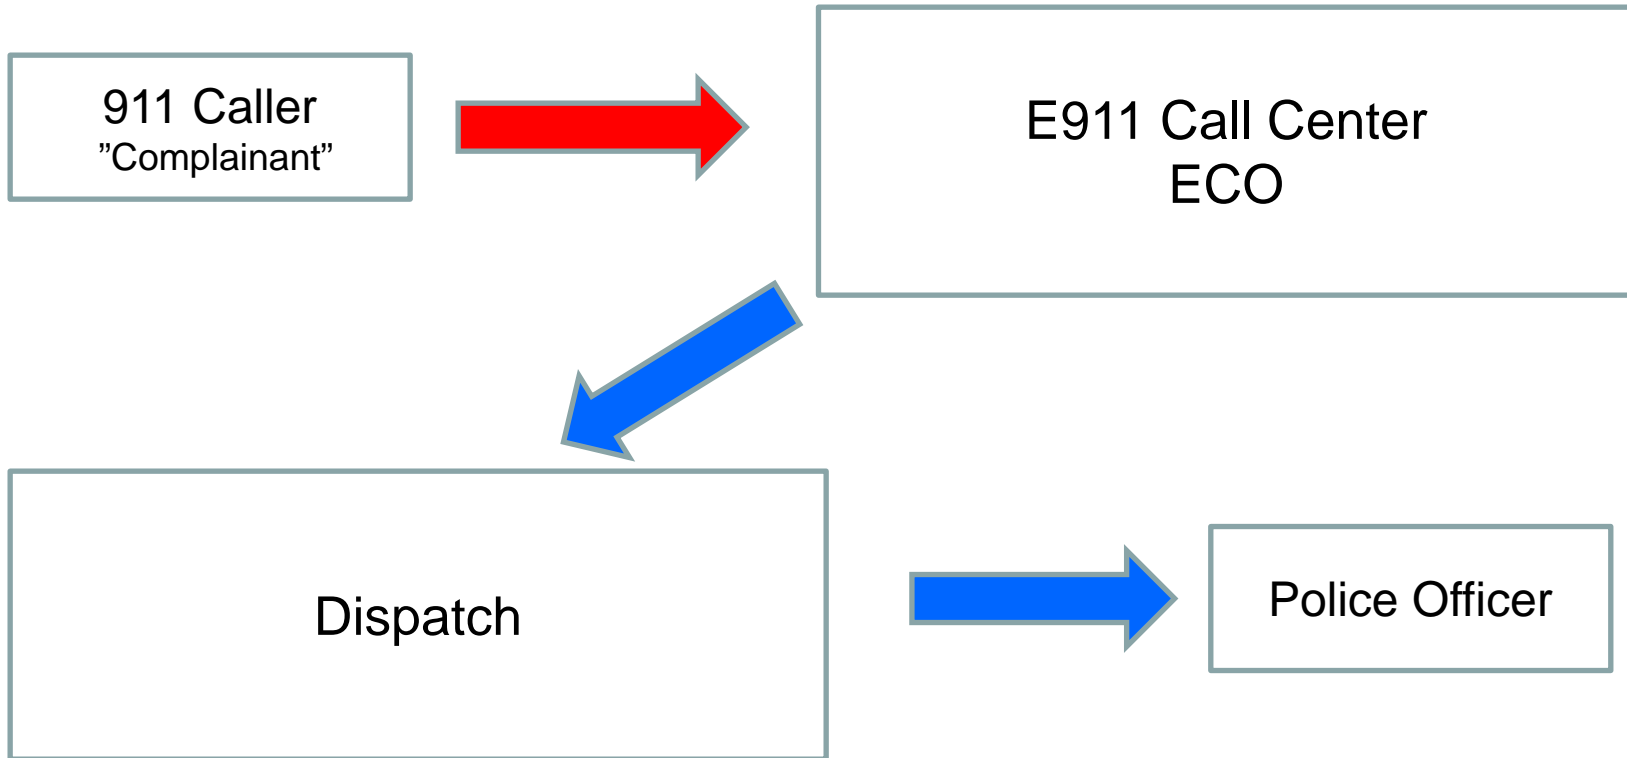 911 Caller
”Complainant”
E911 Call Center
ECO
Dispatch
Police Officer